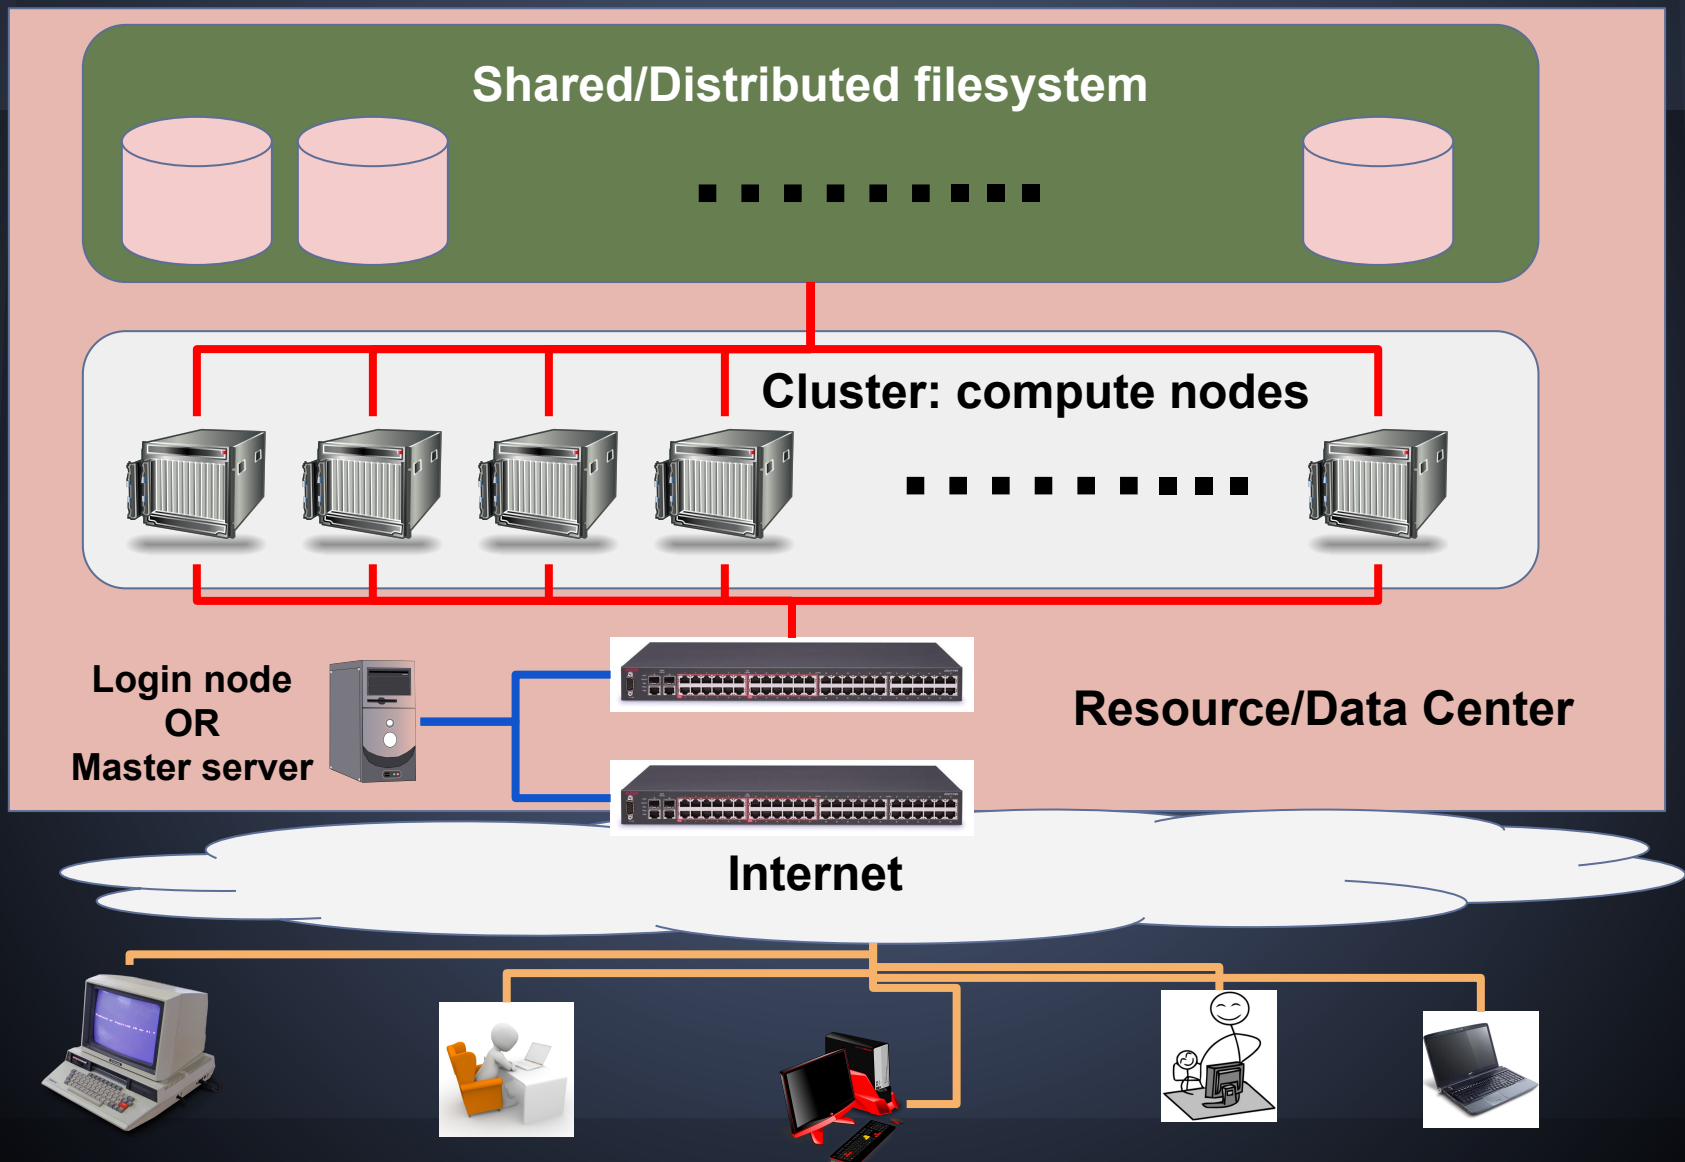 Shared/Distributed filesystem
Cluster: compute nodes
Login node
OR
Master server
Resource/Data Center
Internet